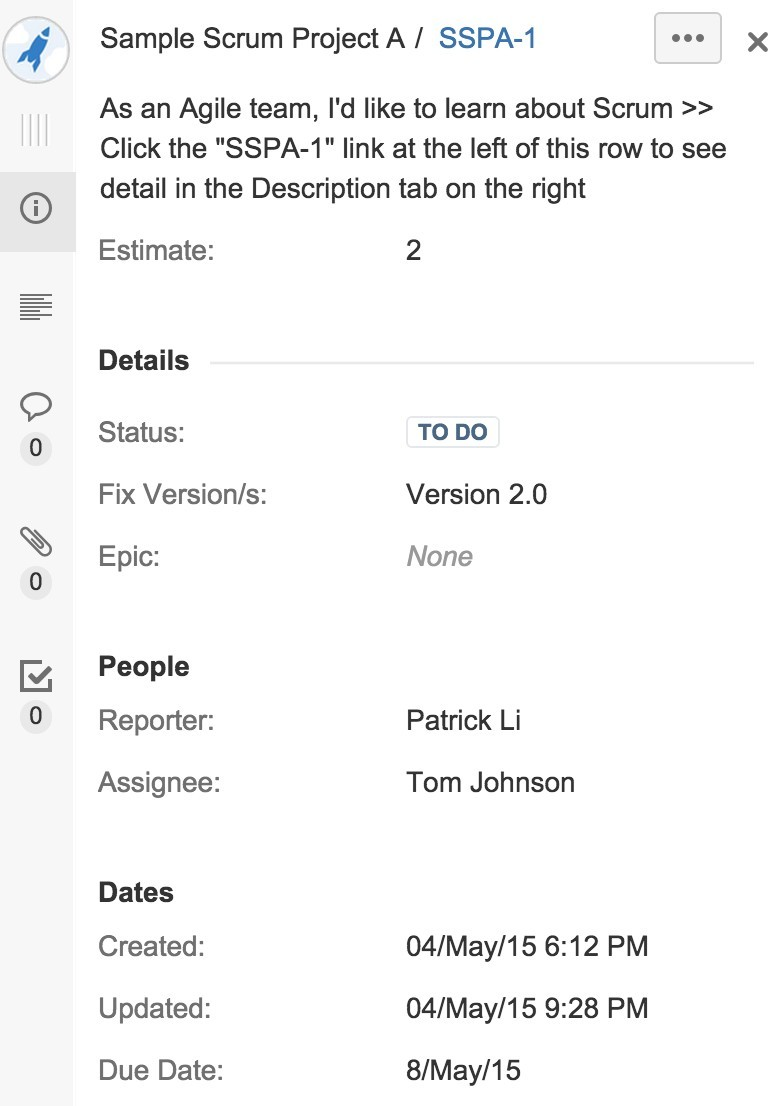 Sample Scrum Project A / SSPA-1
As an Agile team, I'd like to learn about Scrum >>
Click the "SSPA-1" link at the left of this row to see
detail in the Description tab on the right
Estimate: 2
Details
Status: TO DO
0
Fix Version/s: Version 2.0
Epic: None
0
People
Reporter: Patrick Li
0
Assignee: Tom Johnson
Dates
Created: 04/May/15 6:12 PM
Updated: 04/May/15 9:28 PM
Due Date: 8/May/15